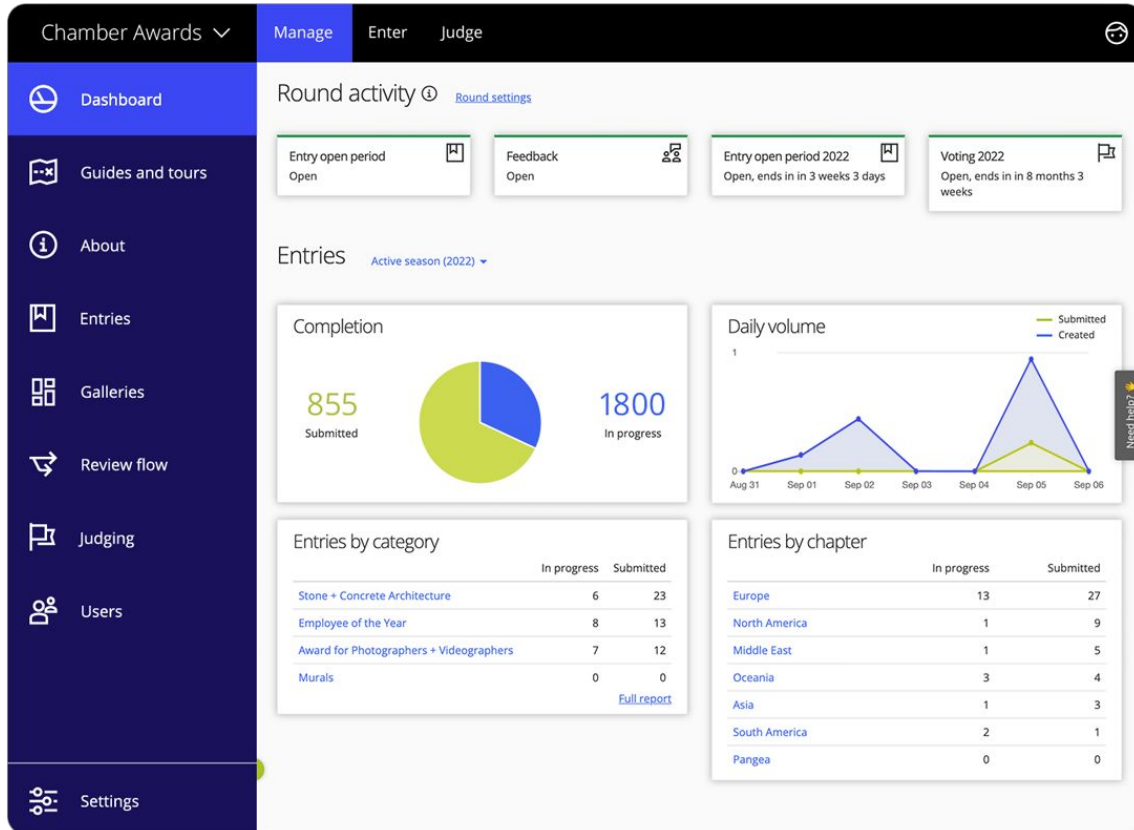 Chamber Awards
Manage Enter Judge
Dashboard
Guides and tours
About
Entries
Galleries
Review flow
Judging
Users
Settings
Round activity Round settings
Entry open period
Open
Feedback
Open
Entry open period 2022
Open, ends in in 3 weeks 3 days
Voting 2022
Open, ends in in 8 months 3
weeks
Entries Active season (2022)
Completion
855
Submitted
1800
In progress
Daily volume
Submitted
Created
1
0
Aug 31 Sep 01 Sep 02 Sep 03 Sep 04 Sep 05 Sep 06
Need help?
Entries by category
In progress Submitted
Stone + Concrete Architecture 6 23
Employee of the Year 8 13
Award for Photographers + Videographers 7 12
Murals 0 0
Full report
Entries by chapter
In progress Submitted
Europe 13 27
North America 1 9
Middle East 1 5
Oceania 3 4
Asia 1 3
South America 2 1
Pangea 0 0